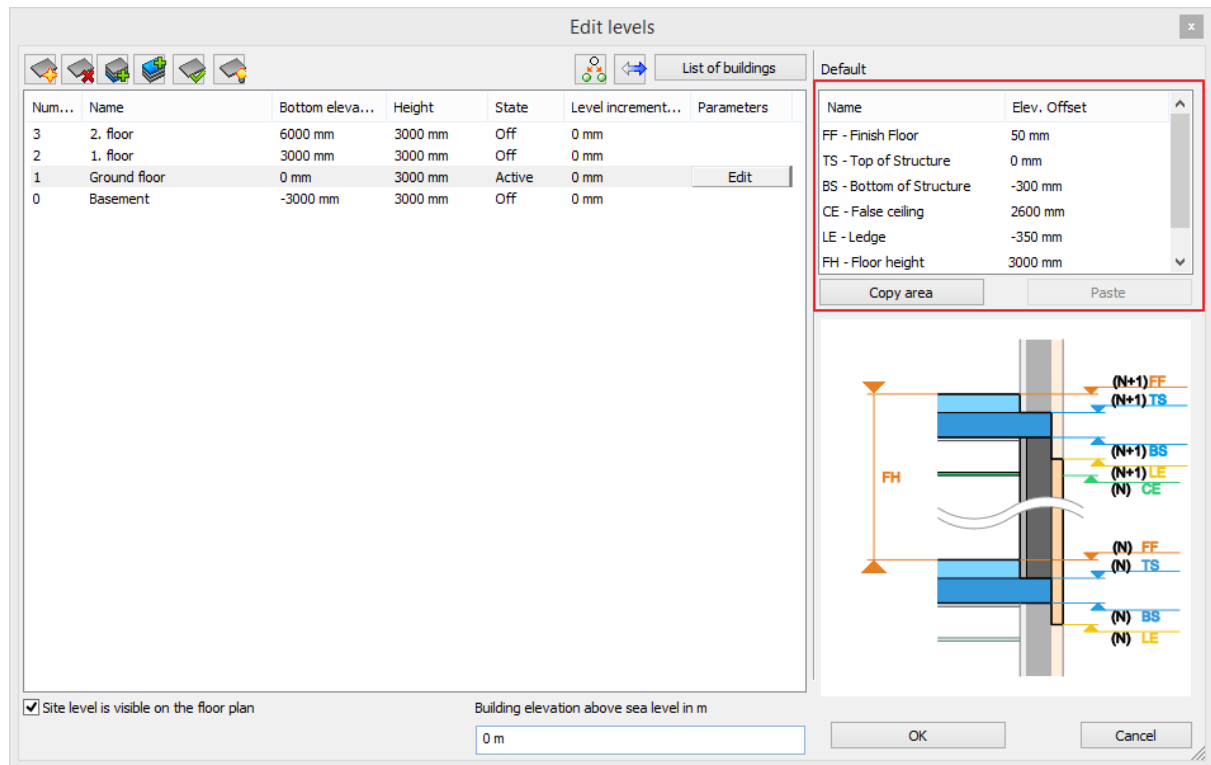 Edit levels
x
List of buildings
Default
Num... Name Bottom eleva... Height State Level increment... Parameters
3 2. floor 6000 mm 3000 mm Off 0 mm
2 1. floor 3000 mm 3000 mm Off 0 mm
1 Ground floor 0 mm 3000 mm Active 0 mm Edit
0 Basement -3000 mm 3000 mm Off 0 mm
Name Elev. Offset
FF - Finish Floor 50 mm
TS - Top of Structure 0 mm
BS - Bottom of Structure -300 mm
CE - False ceiling 2600 mm
LE - Ledge -350 mm
FH - Floor height 3000 mm
Copy area Paste
(N+1) FF
(N+1) TS
(N+1) BS
(N+1) LE
(N) CE
FH
(N) FF
(N) TS
(N) BS
(N) LE
Site level is visible on the floor plan
Building elevation above sea level in m
0 m
OK Cancel